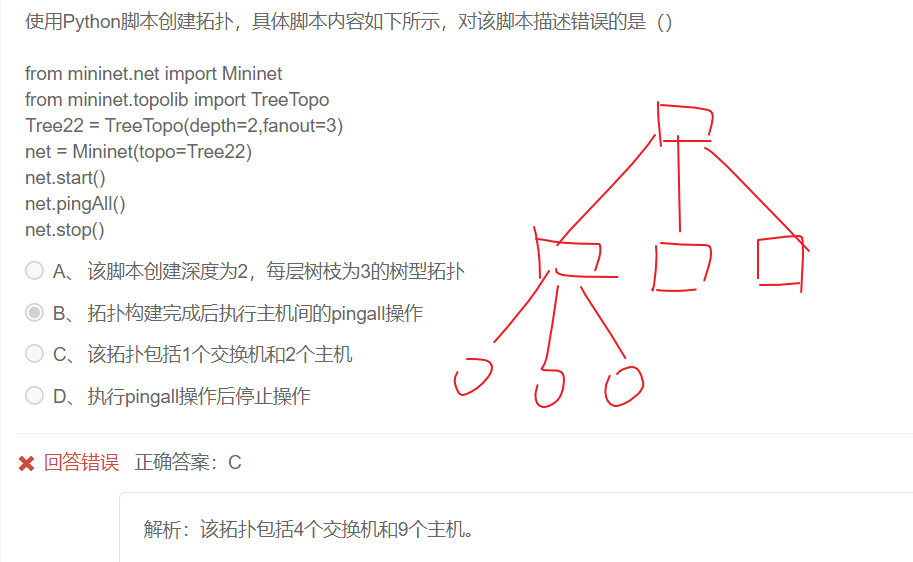 使用Python脚本创建拓扑，具体脚本内容如下所示，对该脚本描述错误的是（）
from mininet.net import Mininet
from mininet.topolib import TreeTopo
Tree22 = TreeTopo(depth=2,fanout=3)
net = Mininet(topo=Tree22)
net.start()
net.pingAll()
net.stop()
A、 该脚本创建深度为2，每层树枝为3的树型拓扑
B、 拓扑构建完成后执行主机间的pingall操作
C、 该拓扑包括1个交换机和2个主机
D、 执行pingall操作后停止操作
回答错误 正确答案：C
解析：该拓扑包括4个交换机和9个主机。